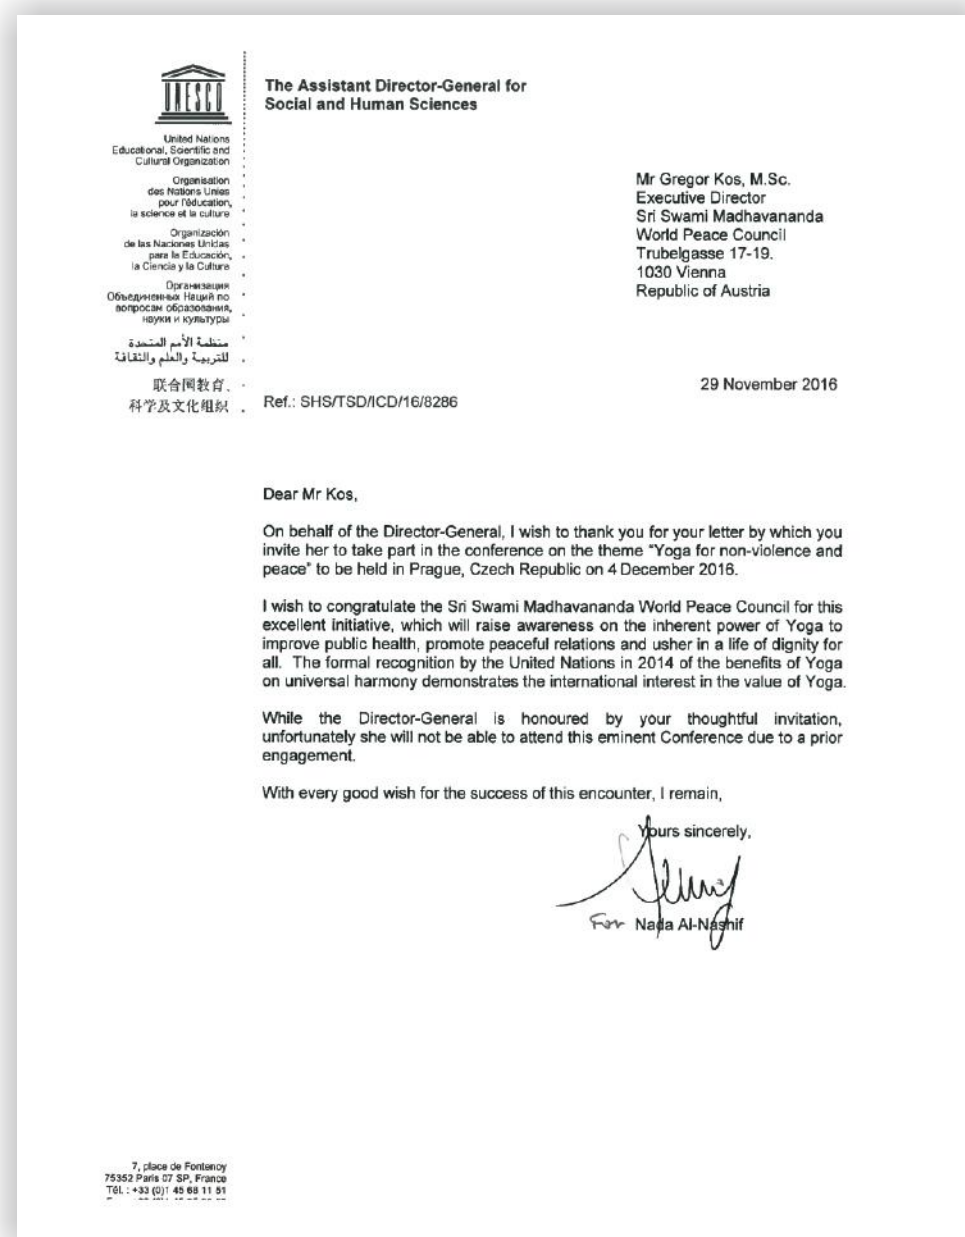 UNESCO
United Nations
Educational, Scientific and
Cultural Organization
Organisation
des Nations Unies
pour l'éducation,
la science et la culture
Organización
de las Naciones Unidas
para la Educación,
la Ciencia y la Cultura
Организация
Объединенных Наций по
вопросам образования,
науки и культуры
منظمة الأمم المتحدة
للتربية والعلم والثقافة
联合国教育、
科学及文化组织
The Assistant Director-General for
Social and Human Sciences
Mr Gregor Kos, M.Sc.
Executive Director
Sri Swami Madhavananda
World Peace Council
Trubelgasse 17-19.
1030 Vienna
Republic of Austria
29 November 2016
Ref.: SHS/TSD/ICD/16/8286
Dear Mr Kos,
On behalf of the Director-General, I wish to thank you for your letter by which you
invite her to take part in the conference on the theme "Yoga for non-violence and
peace" to be held in Prague, Czech Republic on 4 December 2016.
I wish to congratulate the Sri Swami Madhavananda World Peace Council for this
excellent initiative, which will raise awareness on the inherent power of Yoga to
improve public health, promote peaceful relations and usher in a life of dignity for
all. The formal recognition by the United Nations in 2014 of the benefits of Yoga
on universal harmony demonstrates the international interest in the value of Yoga.
While the Director-General is honoured by your thoughtful invitation,
unfortunately she will not be able to attend this eminent Conference due to a prior
engagement.
With every good wish for the success of this encounter, I remain,
Yours sincerely,
For Nada Al-Nashif
7, place de Fontenoy
75352 Paris 07 SP, France
Tél. : +33 (0)1 45 68 11 51